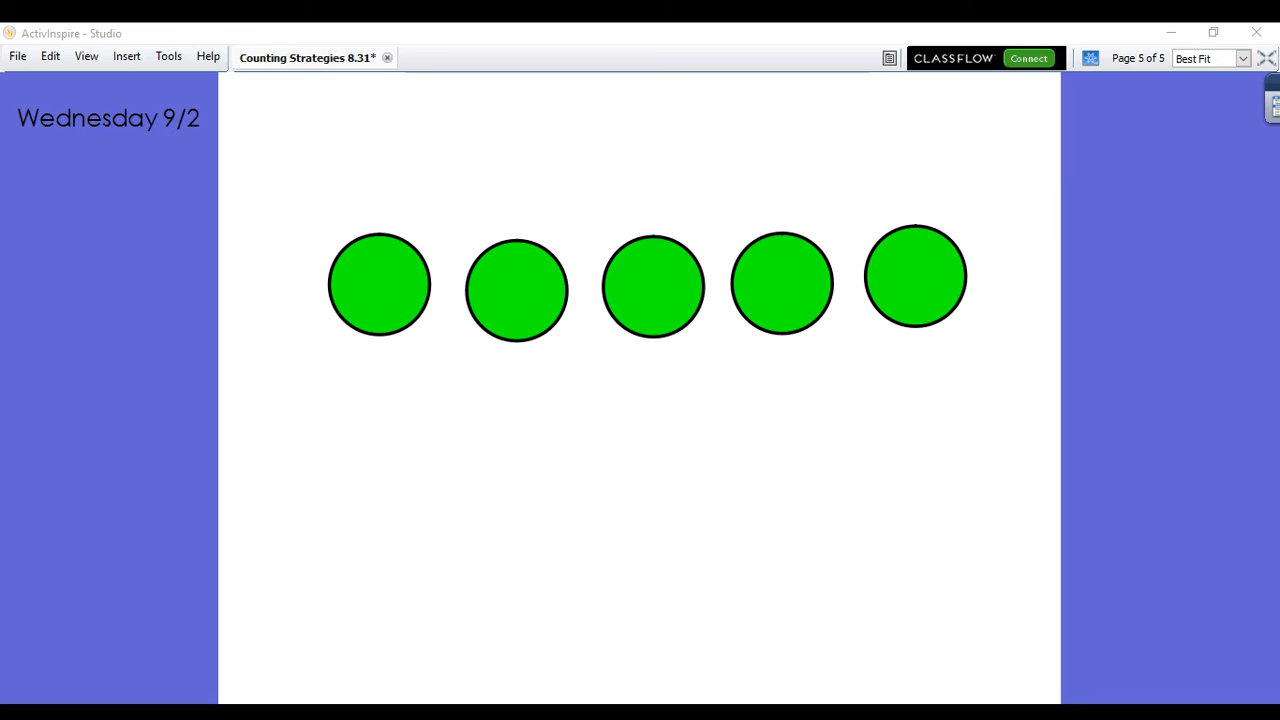 ActivInspire - Studio
File Edit View Insert Tools Help
Counting Strategies 8.31*
CLASSFLOW Connect
Page 5 of 5
Best Fit
Wednesday 9/2